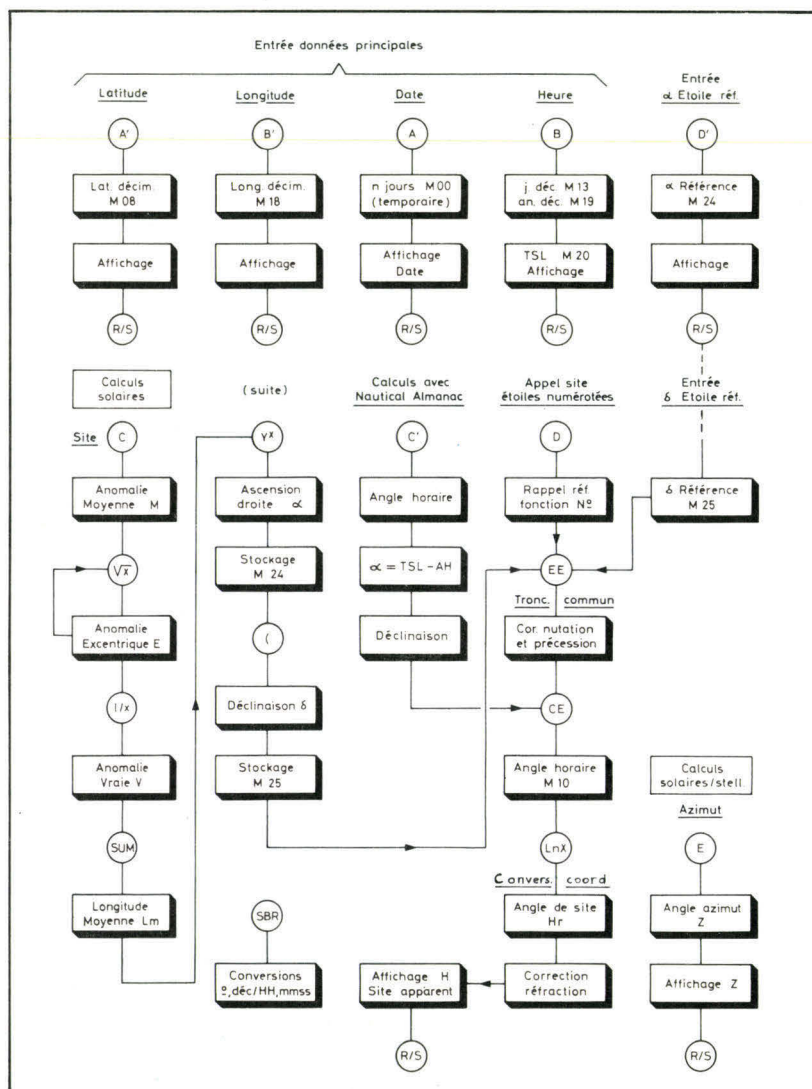 Entrée données principales
Latitude
Longitude
Date
Heure
Entrée
α Etoile réf.
A'
B'
A
B
D'
Lat. décim.
M 08
Long. décim.
M 18
n jours M 00
(temporaire)
j. déc. M 13
an. déc. M 19
α Référence
M 24
Affichage
Affichage
Affichage
Date
TSL M 20
Affichage
Affichage
R/S
R/S
R/S
R/S
R/S
Calculs
solaires
(suite)
Calculs avec
Nautical Almanac
Appel site
étoiles numérotées
Entrée
δ Etoile réf.
Site
C
Yx
C'
D
Anomalie
Moyenne M
Ascension
droite α
Angle horaire
Rappel réf
fonction Nº
δ Référence
M 25
√x
Stockage
M 24
α = TSL - AH
EE
Tronc. commun
Anomalie
Excentrique E
(
Déclinaison
Cor. nutation
et précession
1/x
Déclinaison δ
CE
Anomalie
Vraie V
Stockage
M 25
Angle horaire
M 10
Calculs
solaires/stell
Azimut
SUM
LnX
E
Convers. coord
Longitude
Moyenne Lm
SBR
Angle de site
Hr
Angle azimut
Z
Conversions
º,déc/HH,mmss
Affichage H
Site apparent
Correction
réfraction
Affichage Z
R/S
R/S